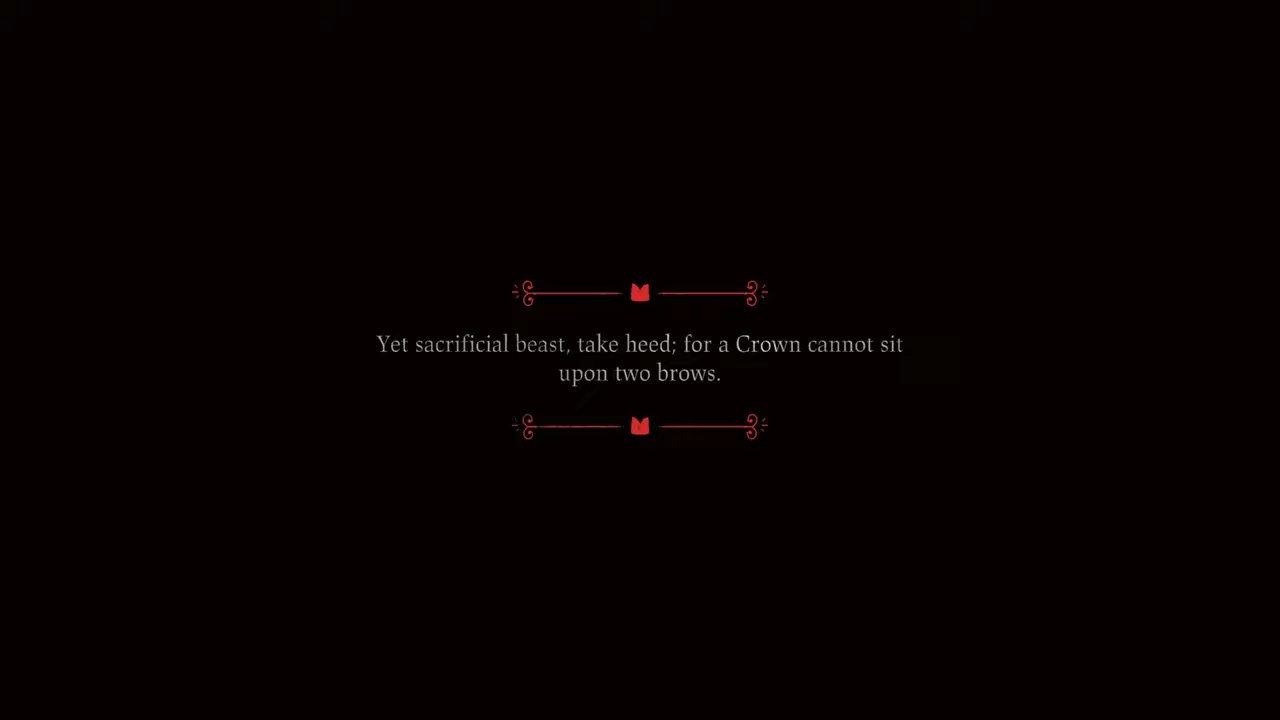 Yet sacrificial beast, take heed; for a Crown cannot sit
upon two brows.